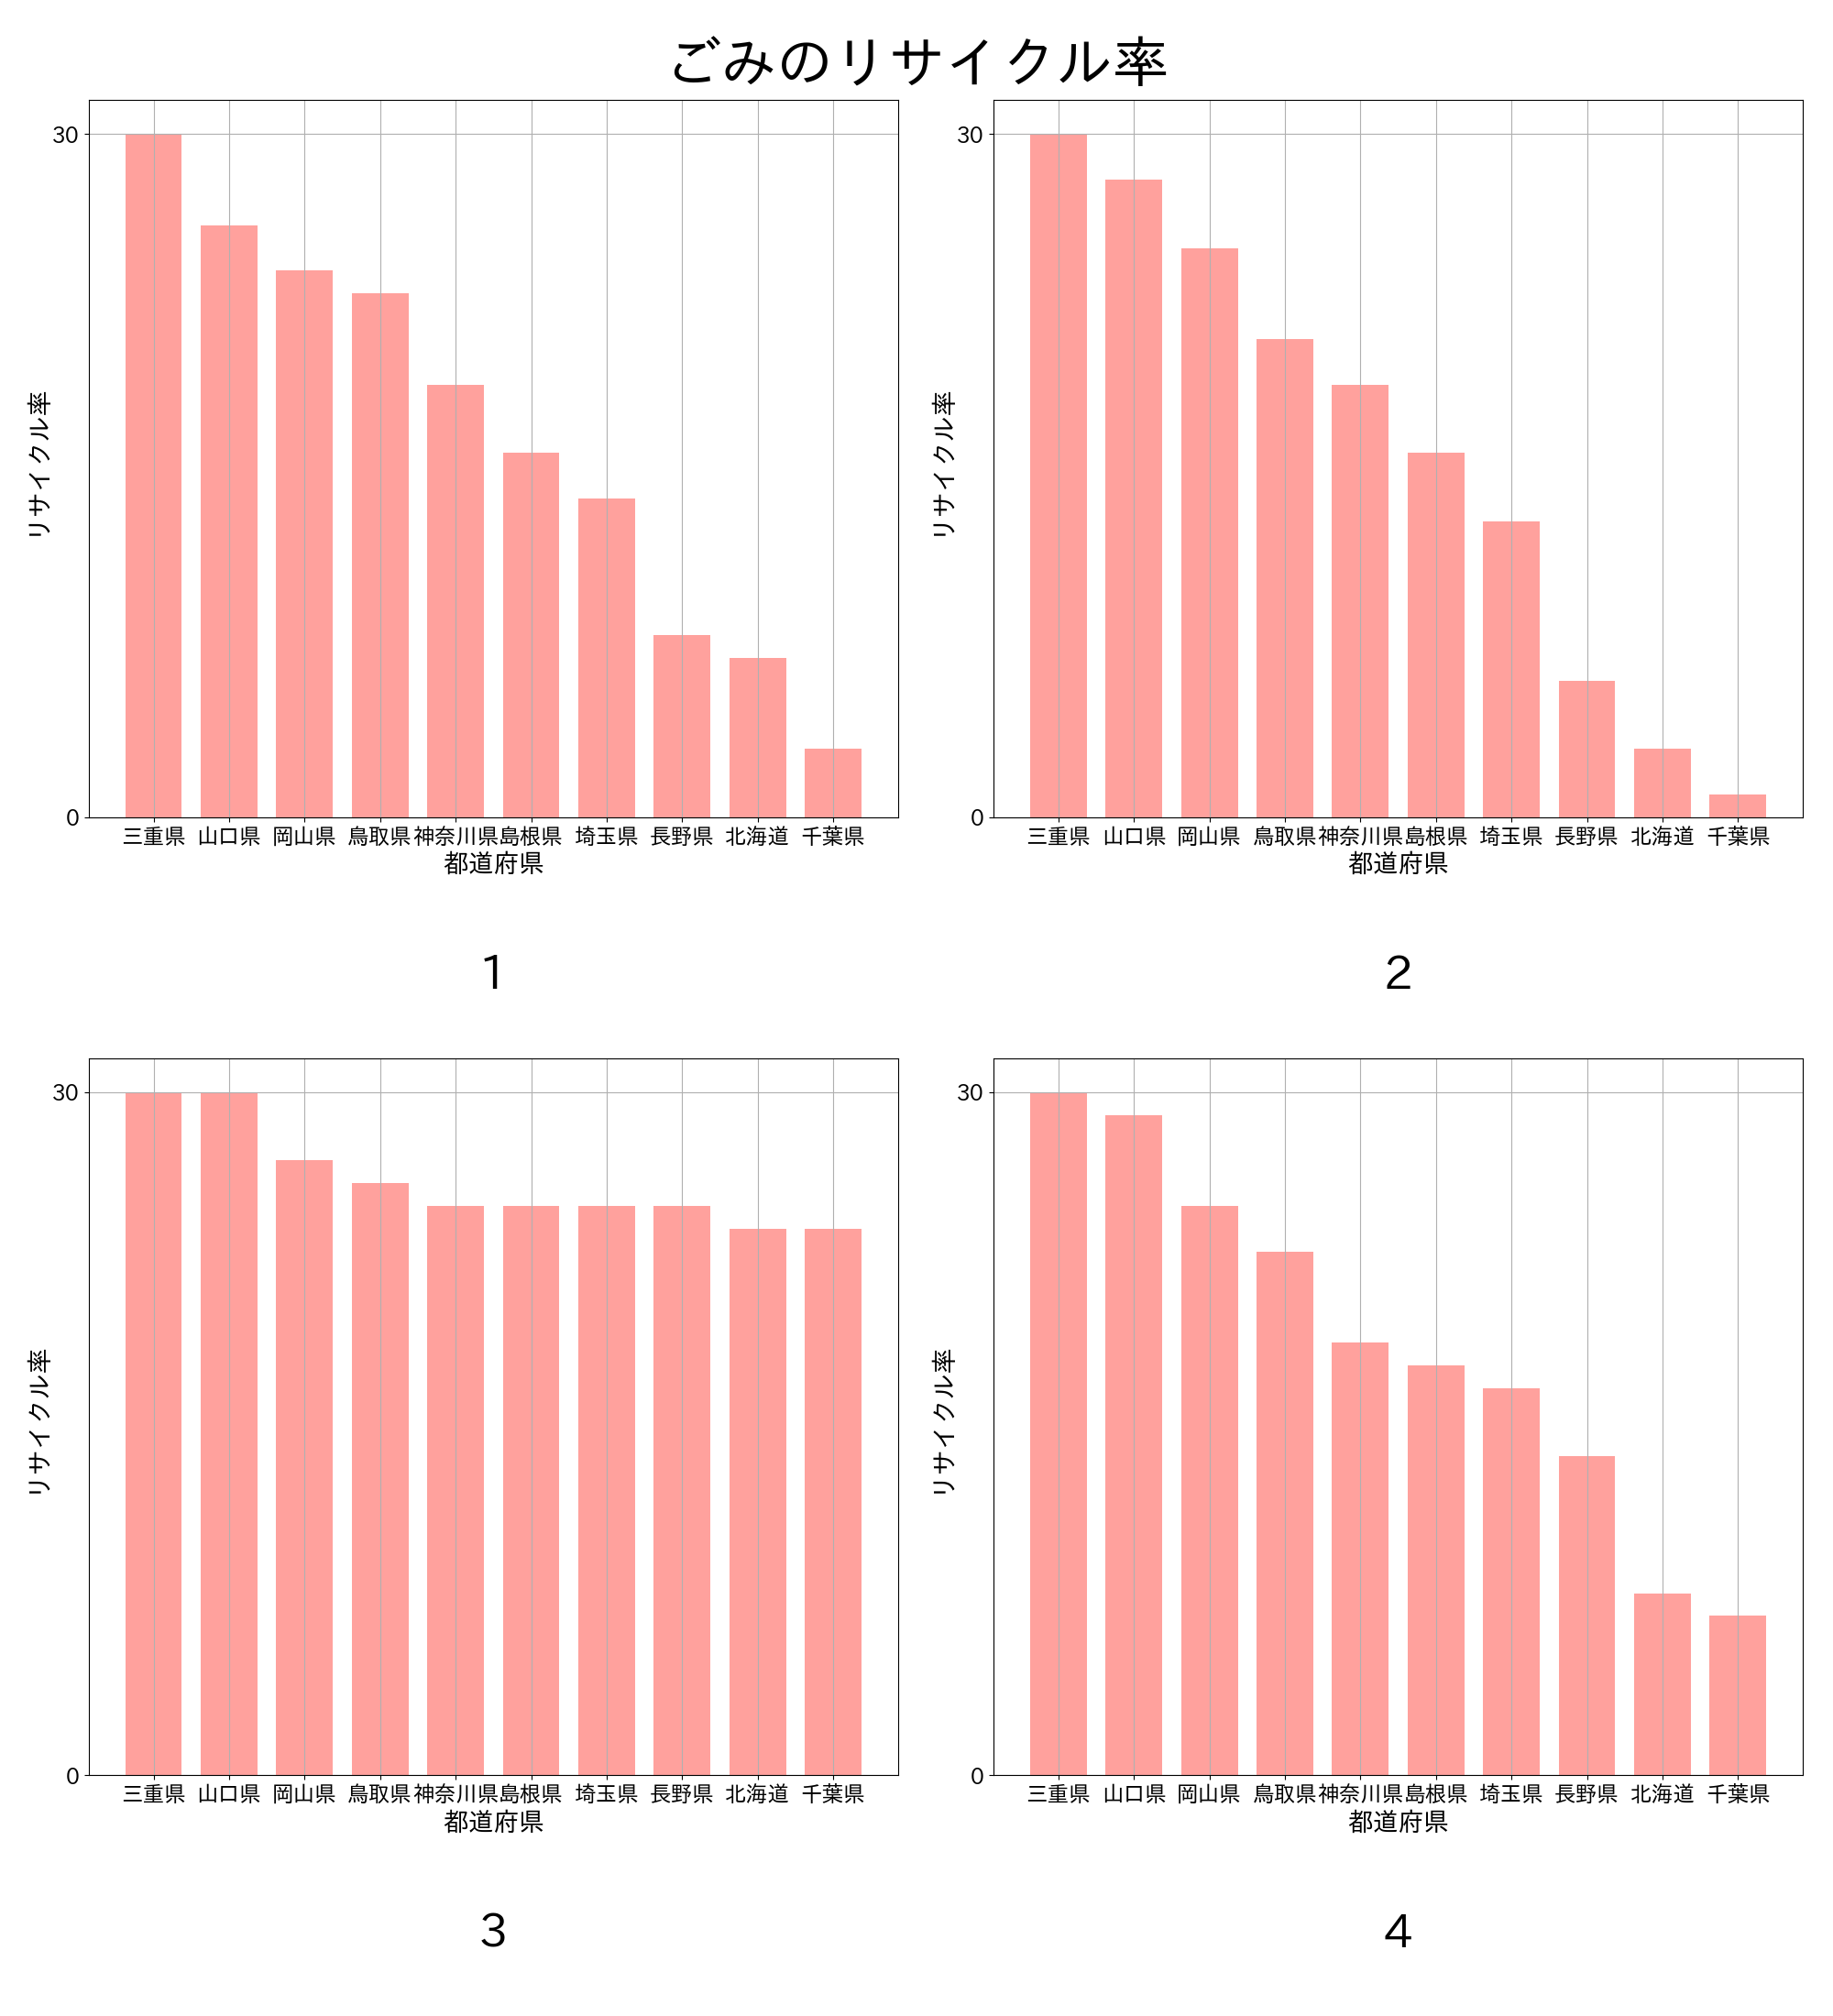 ごみのリサイクル率
30
0
リサイクル率
三重県 山口県 岡山県 鳥取県 神奈川県 島根県 埼玉県 長野県 北海道 千葉県
都道府県
1
30
0
リサイクル率
三重県 山口県 岡山県 鳥取県 神奈川県 島根県 埼玉県 長野県 北海道 千葉県
都道府県
2
30
0
リサイクル率
三重県 山口県 岡山県 鳥取県 神奈川県 島根県 埼玉県 長野県 北海道 千葉県
都道府県
3
30
0
リサイクル率
三重県 山口県 岡山県 鳥取県 神奈川県 島根県 埼玉県 長野県 北海道 千葉県
都道府県
4